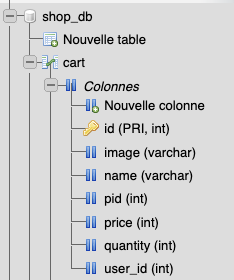 shop_db
Nouvelle table
cart
Colonnes
Nouvelle colonne
id (PRI, int)
image (varchar)
name (varchar)
pid (int)
price (int)
quantity (int)
user_id (int)